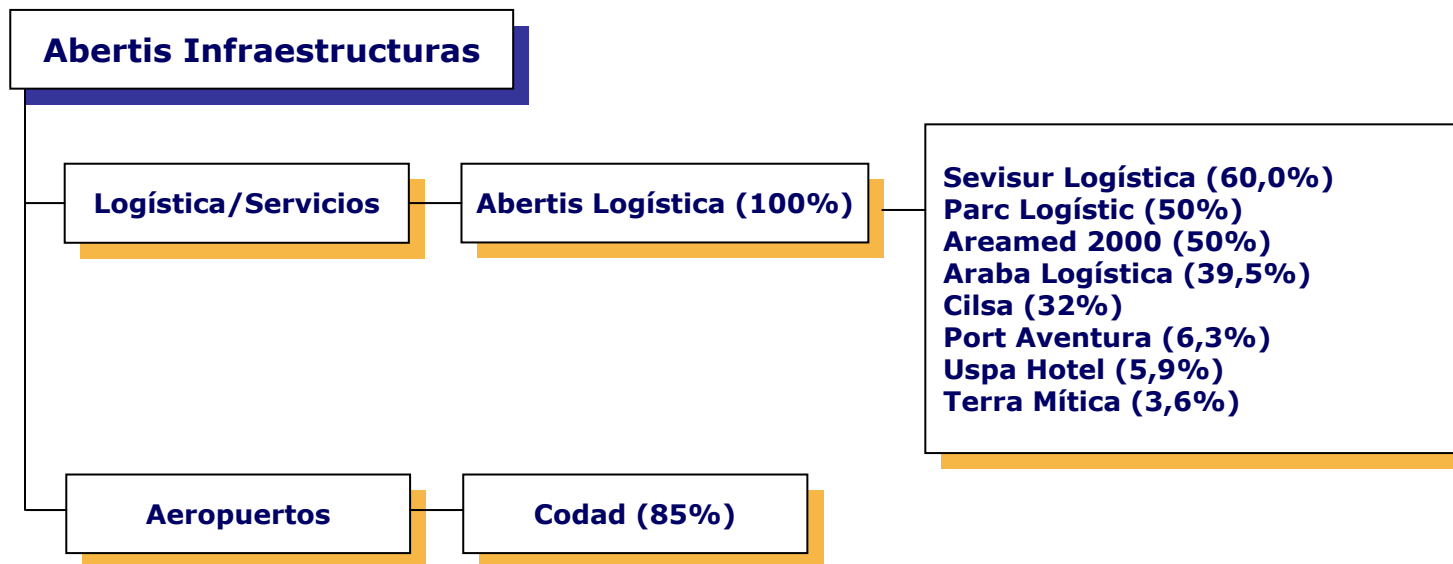 Abertis Infraestructuras
Logística/Servicios
Abertis Logística (100%)
Sevisur Logística (60,0%)
Parc Logístic (50%)
Areamed 2000 (50%)
Araba Logística (39,5%)
Cilsa (32%)
Port Aventura (6,3%)
Uspa Hotel (5,9%)
Terra Mítica (3,6%)
Aeropuertos
Codad (85%)